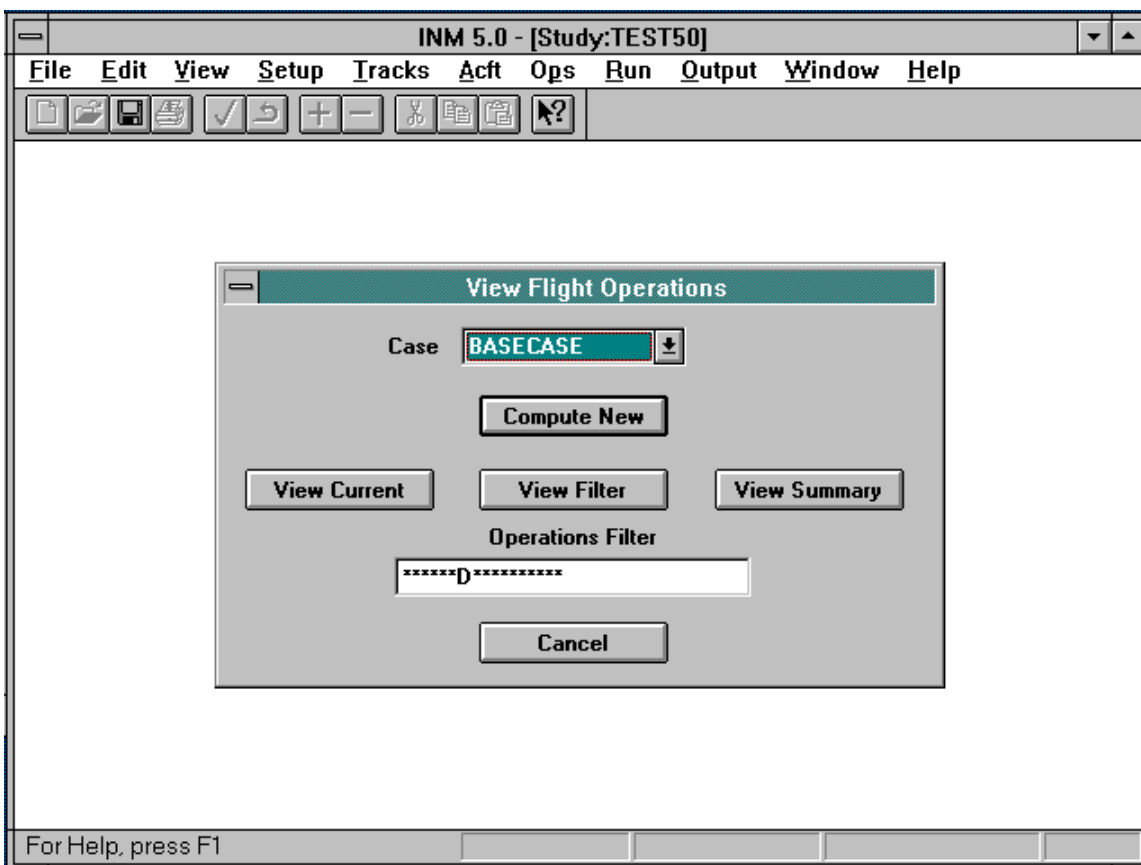 INM 5.0 - [Study:TEST50]
File Edit View Setup Tracks Acft Ops Run Output Window Help
View Flight Operations
Case BASECASE
Compute New
View Current View Filter View Summary
Operations Filter
******D**********
Cancel
For Help, press F1